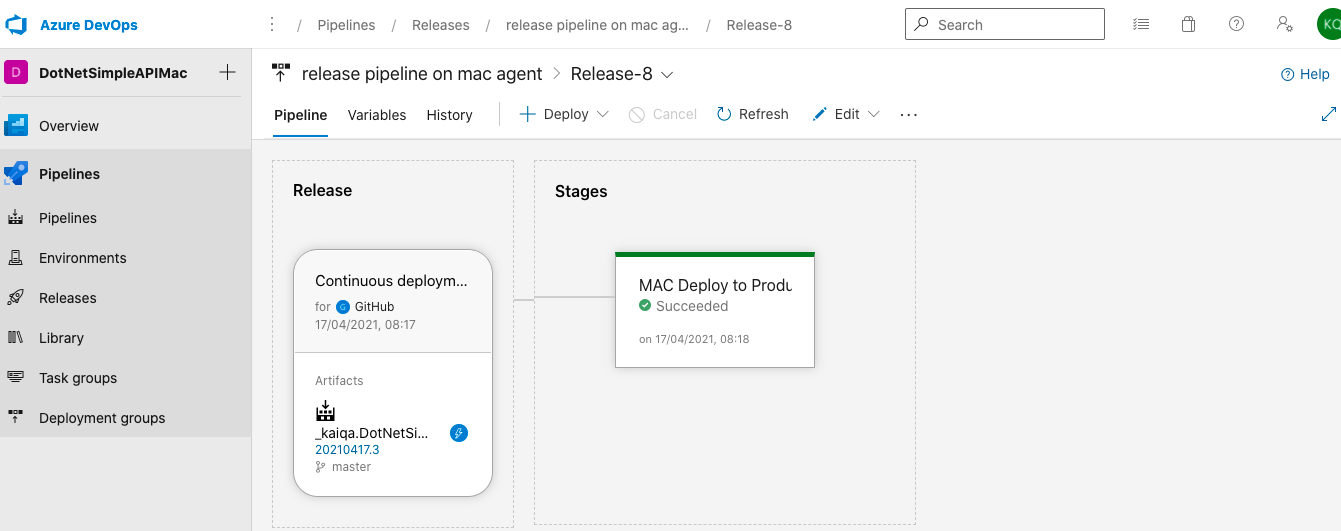 Azure DevOps
/ Pipelines / Releases / release pipeline on mac ag... / Release-8
Search
KQ
D DotNetSimpleAPIMac
Overview
Pipelines
Pipelines
Environments
Releases
Library
Task groups
Deployment groups
release pipeline on mac agent > Release-8
Help
Pipeline Variables History Deploy Cancel Refresh Edit ...
Release
Continuous deploym...
for G GitHub
17/04/2021, 08:17
Artifacts
_kaiqa.DotNetSi...
20210417.3
master
Stages
MAC Deploy to Produ
Succeeded
on 17/04/2021, 08:18